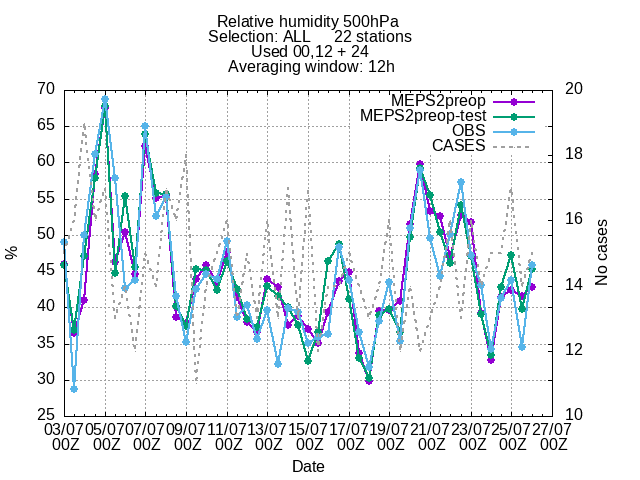 Relative humidity 500hPa
Selection: ALL 22 stations
Used 00,12 + 24
Averaging window: 12h
MEPS2preop
MEPS2preop-test
OBS
CASES
70
65
60
55
50
45
40
35
30
25
%
20
18
16
14
12
10
No cases
03/07 05/07 07/07 09/07 11/07 13/07 15/07 17/07 19/07 21/07 23/07 25/07 27/07
00Z 00Z 00Z 00Z 00Z 00Z 00Z 00Z 00Z 00Z 00Z 00Z 00Z
Date